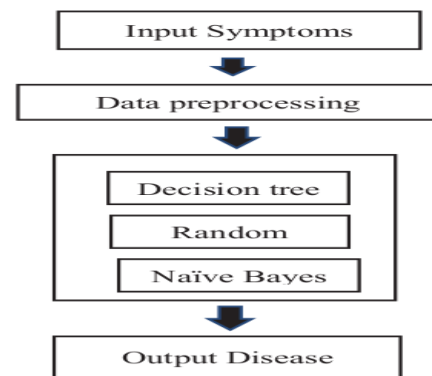 Input Symptoms
Data preprocessing
Decision tree
Random
Naïve Bayes
Output Disease